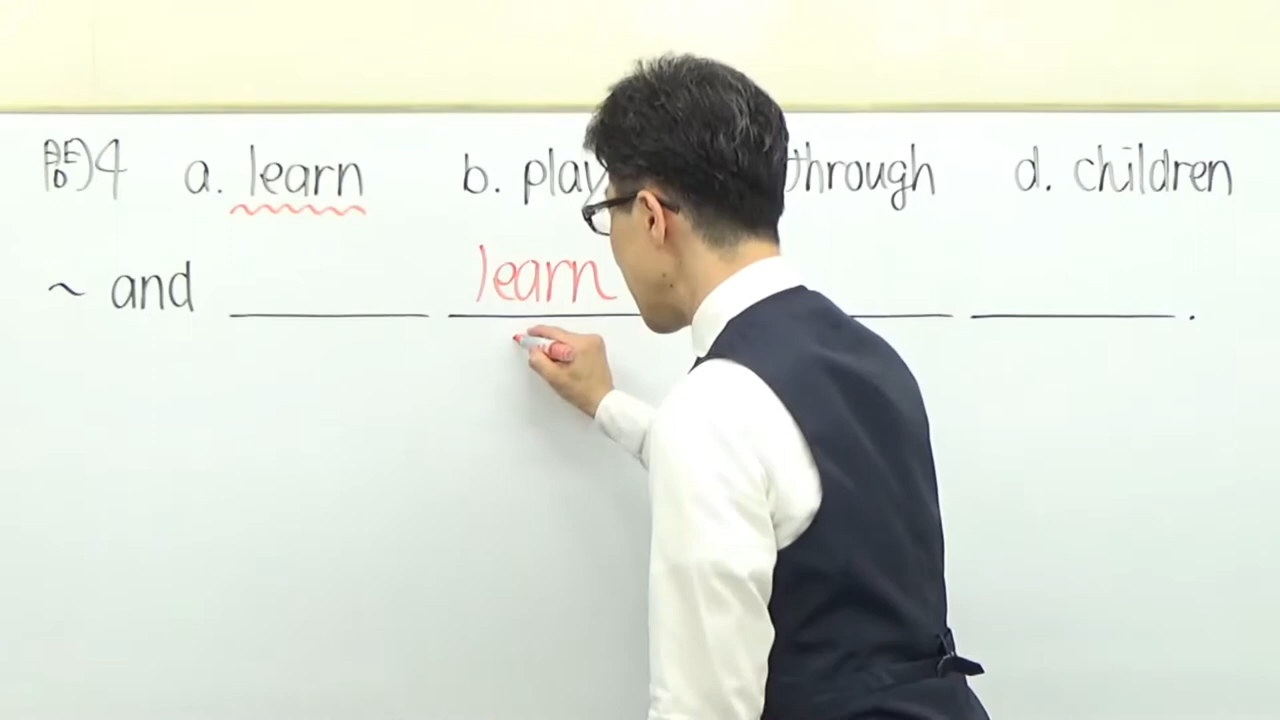 問4 a. learn b. play through d. children
~ and learn .